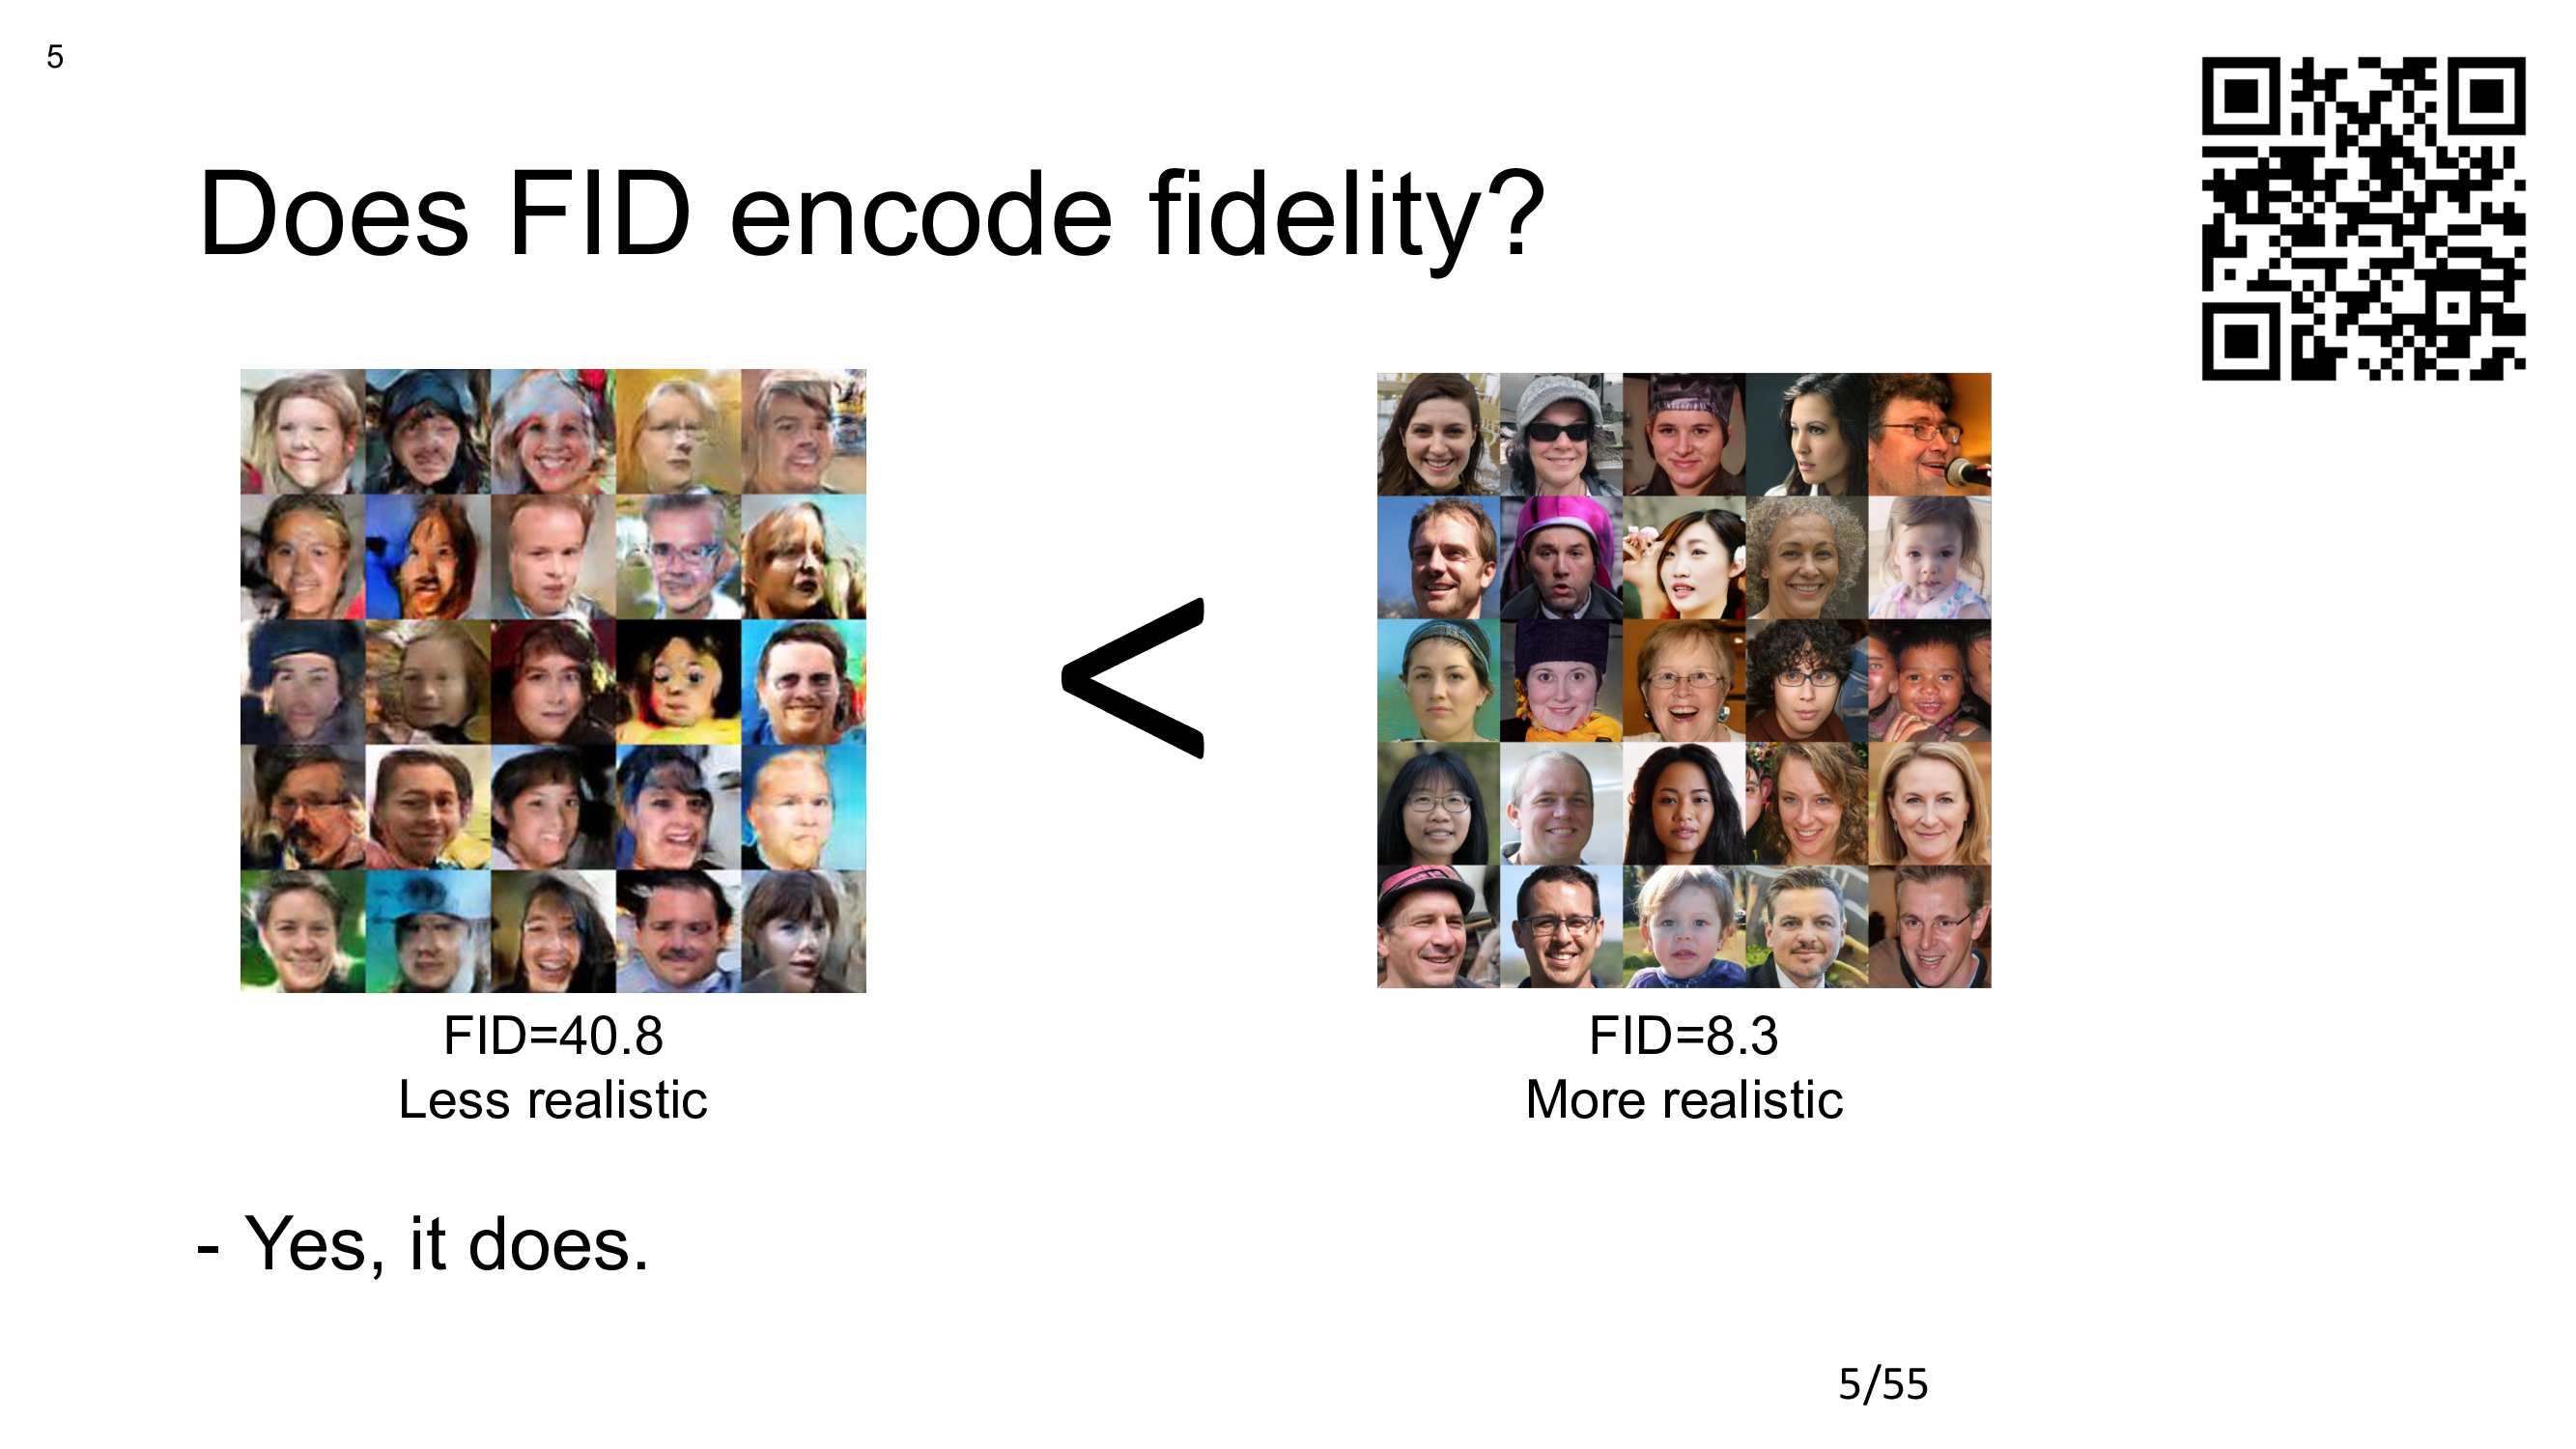 5
Does FID encode fidelity?
<
FID=40.8
Less realistic
FID=8.3
More realistic
- Yes, it does.
5/55